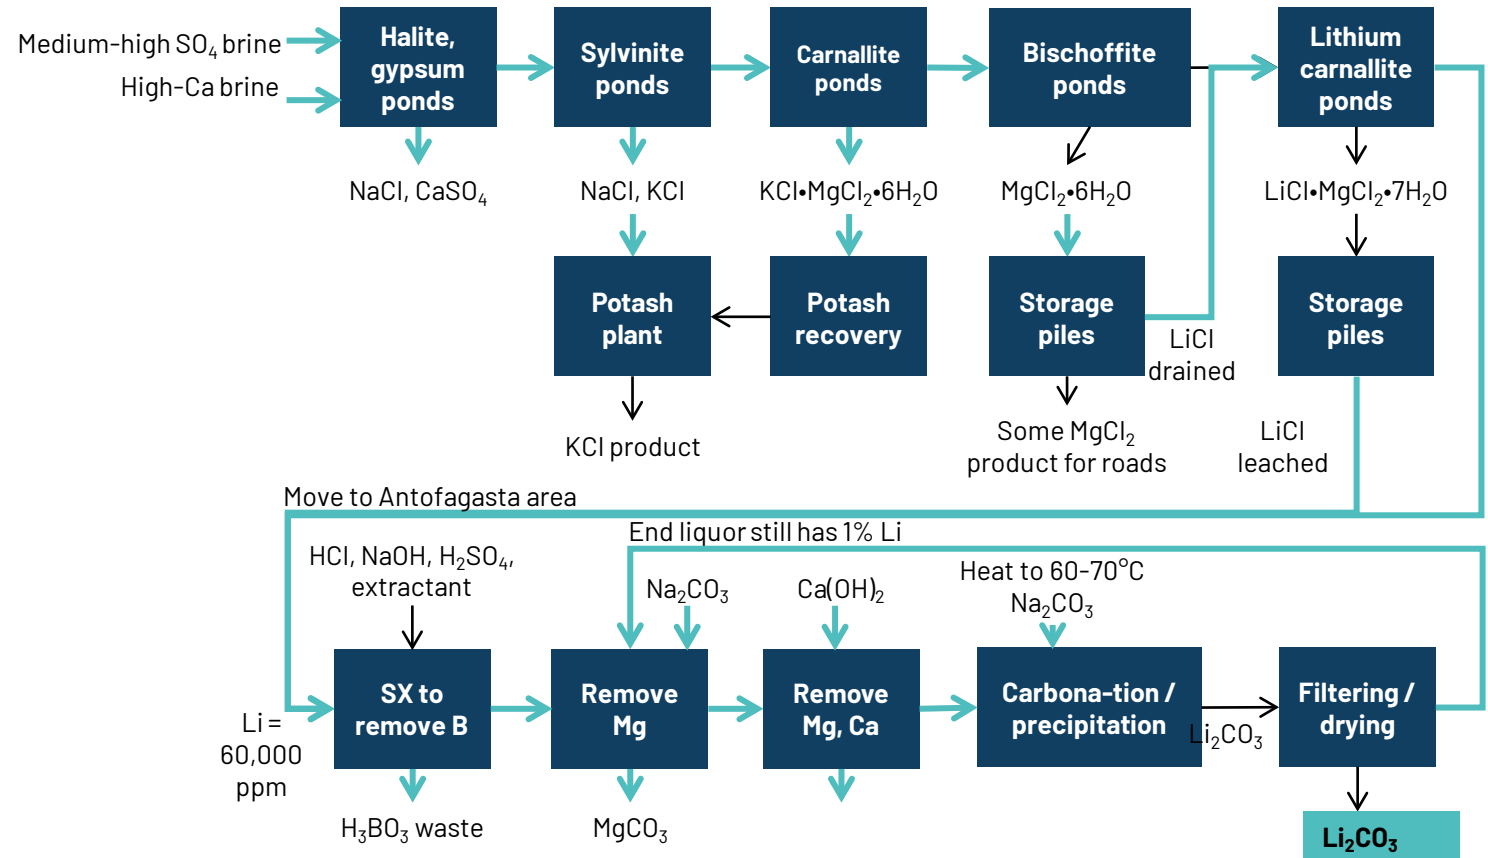 Medium-high SO₄ brine
High-Ca brine
Halite,
gypsum
ponds
Sylvinite
ponds
Carnallite
ponds
Bischoffite
ponds
Lithium
carnallite
ponds
NaCl, CaSO₄
NaCl, KCl
KCl•MgCl₂•6H₂O
MgCl₂•6H₂O
LiCl•MgCl₂•7H₂O
Potash
plant
Potash
recovery
Storage
piles
LiCl
drained
Storage
piles
KCl product
Some MgCl₂
product for roads
LiCl
leached
Move to Antofagasta area
End liquor still has 1% Li
HCl, NaOH, H₂SO₄,
extractant
Na₂CO₃
Ca(OH)₂
Heat to 60-70°C
Na₂CO₃
Li =
60,000
ppm
SX to
remove B
Remove
Mg
Remove
Mg, Ca
Carbona-tion /
precipitation
Li₂CO₃
Filtering /
drying
H₃BO₃ waste
MgCO₃
Li₂CO₃